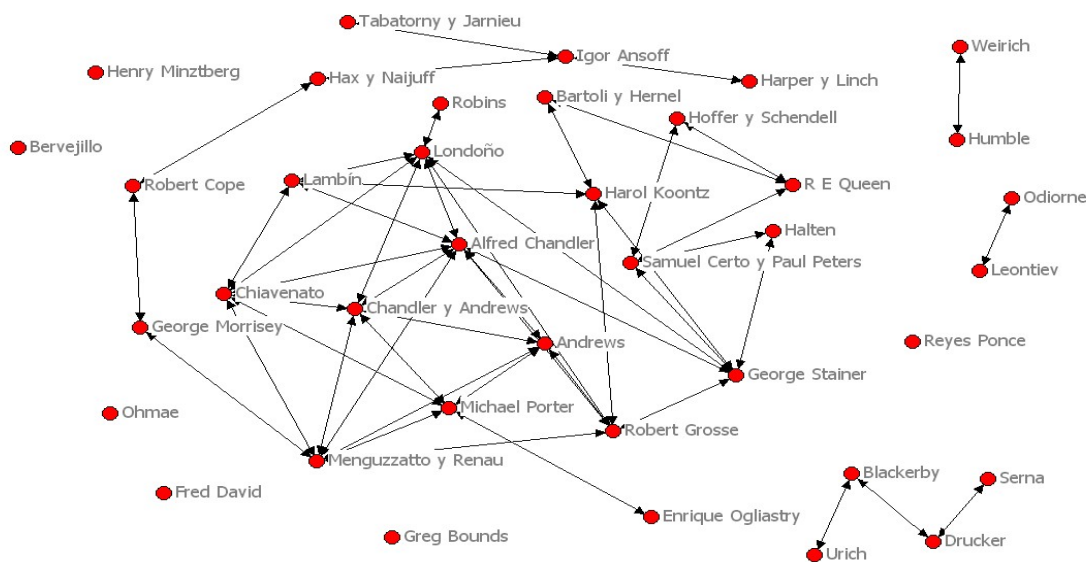 Tabatorny y Jarnieu
Weirich
Igor Ansoff
Henry Minztberg
Hax y Naijuff
Harper y Linch
Bartoli y Hernel
Robins
Hoffer y Schendell
Humble
Bervejillo
Londoño
Lambín
Robert Cope
R E Queen
Harol Koontz
Odiorne
Halten
Alfred Chandler
Samuel Certo y Paul Peters
Leontiev
Chiavenato
Chandler y Andrews
George Morrisey
Andrews
Reyes Ponce
George Stainer
Michael Porter
Ohmae
Robert Grosse
Menguzzatto y Renau
Blackerby
Serna
Fred David
Enrique Ogliastry
Greg Bounds
Drucker
Urich